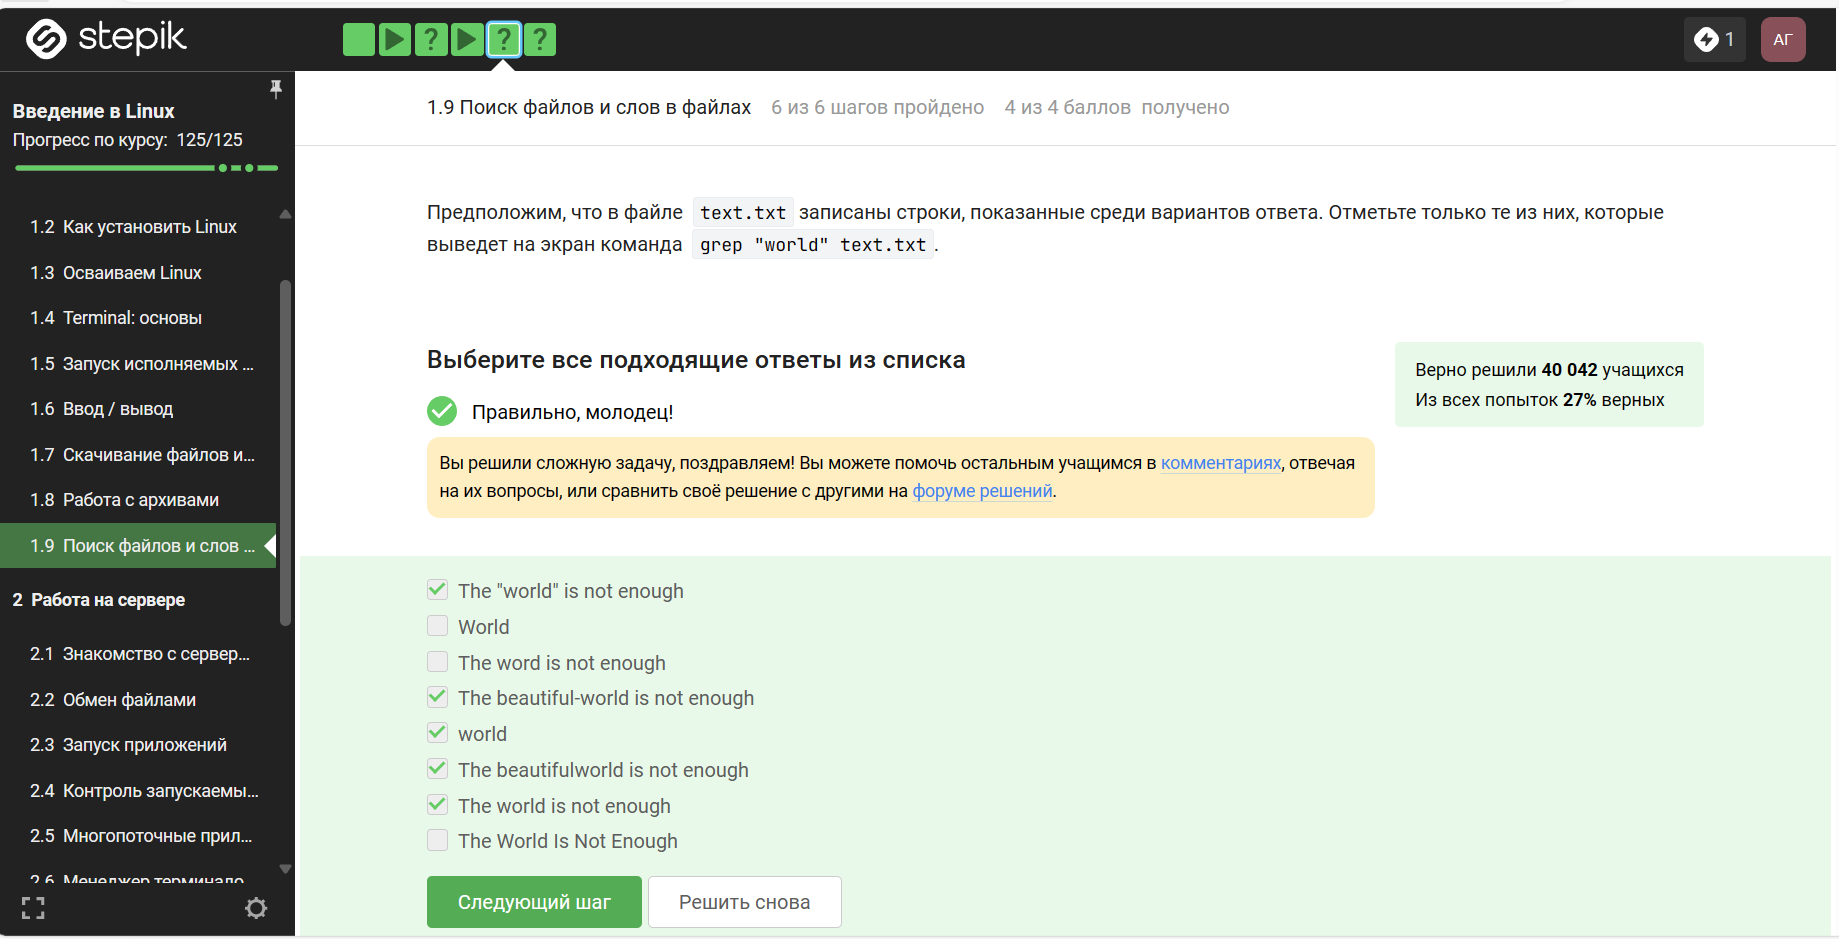 stepik
? ? ?
1
АГ
Введение в Linux
Прогресс по курсу: 125/125
1.2 Как установить Linux
1.3 Осваиваем Linux
1.4 Terminal: основы
1.5 Запуск исполняемых ...
1.6 Ввод / вывод
1.7 Скачивание файлов и...
1.8 Работа с архивами
1.9 Поиск файлов и слов ...
2 Работа на сервере
2.1 Знакомство с сервер...
2.2 Обмен файлами
2.3 Запуск приложений
2.4 Контроль запускаемы...
2.5 Многопоточные прил...
2.6 Менеджер терминало
1.9 Поиск файлов и слов в файлах 6 из 6 шагов пройдено 4 из 4 баллов получено
Предположим, что в файле text.txt записаны строки, показанные среди вариантов ответа. Отметьте только те из них, которые
выведет на экран команда grep "world" text.txt.
Выберите все подходящие ответы из списка
Правильно, молодец!
Верно решили 40 042 учащихся
Из всех попыток 27% верных
Вы решили сложную задачу, поздравляем! Вы можете помочь остальным учащимся в комментариях, отвечая
на их вопросы, или сравнить своё решение с другими на форуме решений.
The "world" is not enough
World
The word is not enough
The beautiful-world is not enough
world
The beautifulworld is not enough
The world is not enough
The World Is Not Enough
Следующий шаг
Решить снова